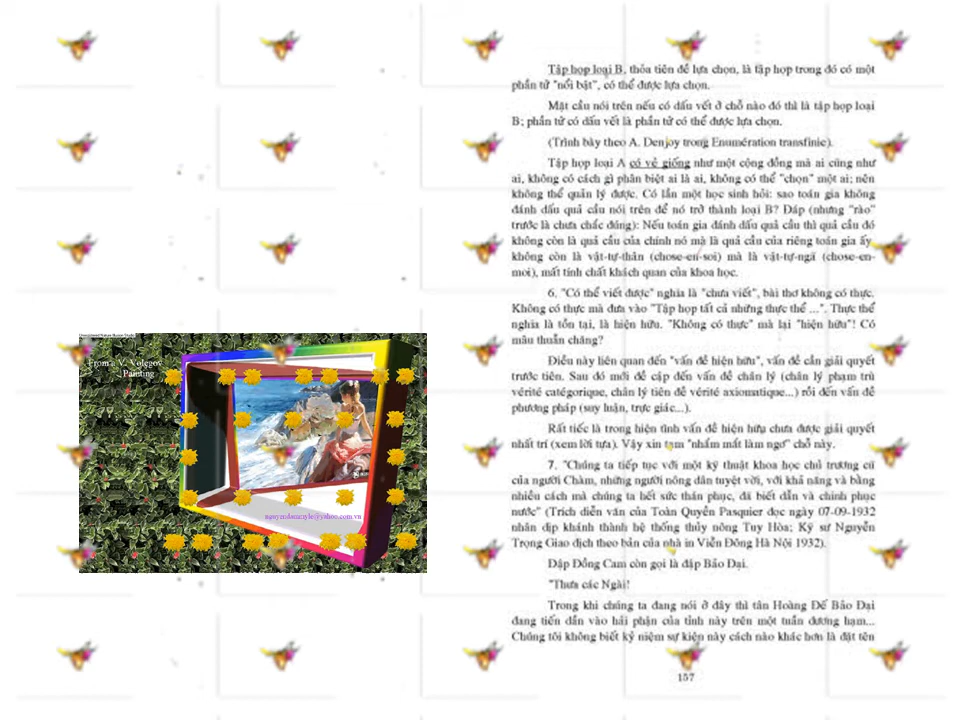 From a V. Volegov
Painting
nguyendatanyle@yahoo.com.vn
Tập họp loại B, thỏa tiên đề lựa chọn, là tập họp trong đó có một
phần tử "nổi bật", có thể được lựa chọn.
Mặt cầu nói trên nếu có dấu vết ở chỗ nào đó thì là tập họp loại
B; phần tử có dấu vết là phần tử có thể được lựa chọn.
(Trình bày theo A. Denjoy trong Enumération transfinie).
Tập họp loại A có vẻ giống như một cộng đồng mà ai cũng như
ai, không có cách gì phân biệt ai là ai, không có thể "chọn" một ai; nên
không thể quản lý được. Có lần một học sinh hỏi: sao toán gia không
đánh dấu quả cầu nói trên để nó trở thành loại B? Đáp (nhưng "rào"
trước là chưa chắc đúng): Nếu toán gia đánh dấu quả cầu thì quả cầu đó
không còn là quả cầu của chính nó mà là quả cầu của riêng toán gia ấy
không còn là vật-tự-thân (chose-en-soi) mà là vật-tự-ngã (chose-en-
moi), mất tính chất khách quan của khoa học.
6. "Có thể viết được" nghĩa là "chưa viết", bài thơ không có thực.
Không có thực mà đưa vào "Tập họp tất cả những thực thể ...". Thực thể
nghĩa là tồn tại, là hiện hữu. "Không có thực" mà lại "hiện hữu"! Có
mâu thuẫn chăng?
Điều này liên quan đến "vấn đề hiện hữu", vấn đề cần giải quyết
trước tiên. Sau đó mới đề cập đến vấn đề chân lý (chân lý phạm trù
vérité catégorique, chân lý tiên đề vérité axiomatique...) rồi đến vấn đề
phương pháp (suy luận, trực giác...).
Rất tiếc là trong hiện tình vấn đề hiện hữu chưa được giải quyết
nhất trí (xem lời tựa). Vậy xin tạm "nhắm mắt làm ngơ" chỗ này.
7. "Chúng ta tiếp tục với một kỹ thuật khoa học chủ trương cũ
của người Chàm, những người nông dân tuyệt vời, với khả năng và bằng
nhiều cách mà chúng ta hết sức thán phục, đã biết dẫn và chinh phục
nước" (Trích diễn văn của Toàn Quyền Pasquier đọc ngày 07-09-1932
nhân dịp khánh thành hệ thống thủy nông Tuy Hòa; Kỹ sư Nguyễn
Trọng Giao dịch theo bản của nhà in Viễn Đông Hà Nội 1932).
Đập Đồng Cam còn gọi là đập Bảo Đại.
"Thưa các Ngài!
Trong khi chúng ta đang nói ở đây thì tân Hoàng Đế Bảo Đại
đang tiến dần vào hải phận của tỉnh này trên một tuần dương hạm...
Chúng tôi không biết kỷ niệm sự kiện này cách nào khác hơn là đặt tên
157